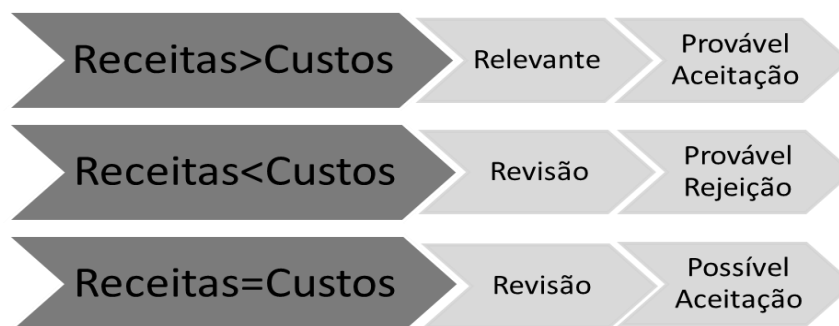 Receitas>Custos
Relevante
Provável
Aceitação
Receitas<Custos
Revisão
Provável
Rejeição
Receitas=Custos
Revisão
Possível
Aceitação